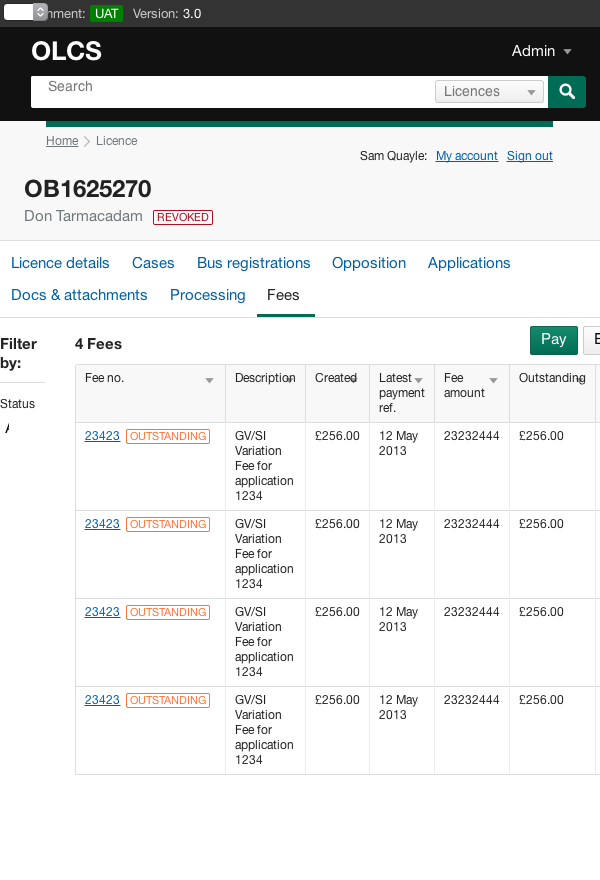 nment: UAT Version: 3.0
OLCS
Admin
Search
Licences
Home Licence
Sam Quayle: My account Sign out
OB1625270
Don Tarmacadam REVOKED
Licence details Cases Bus registrations Opposition Applications
Docs & attachments Processing Fees
Filter
by:
Status
4 Fees
Pay
Fee no. Description Created Latest Fee Outstanding
payment amount
ref.
23423 OUTSTANDING GV/SI £256.00 12 May 23232444 £256.00
Variation 2013
Fee for
application
1234
23423 OUTSTANDING GV/SI £256.00 12 May 23232444 £256.00
Variation 2013
Fee for
application
1234
23423 OUTSTANDING GV/SI £256.00 12 May 23232444 £256.00
Variation 2013
Fee for
application
1234
23423 OUTSTANDING GV/SI £256.00 12 May 23232444 £256.00
Variation 2013
Fee for
application
1234